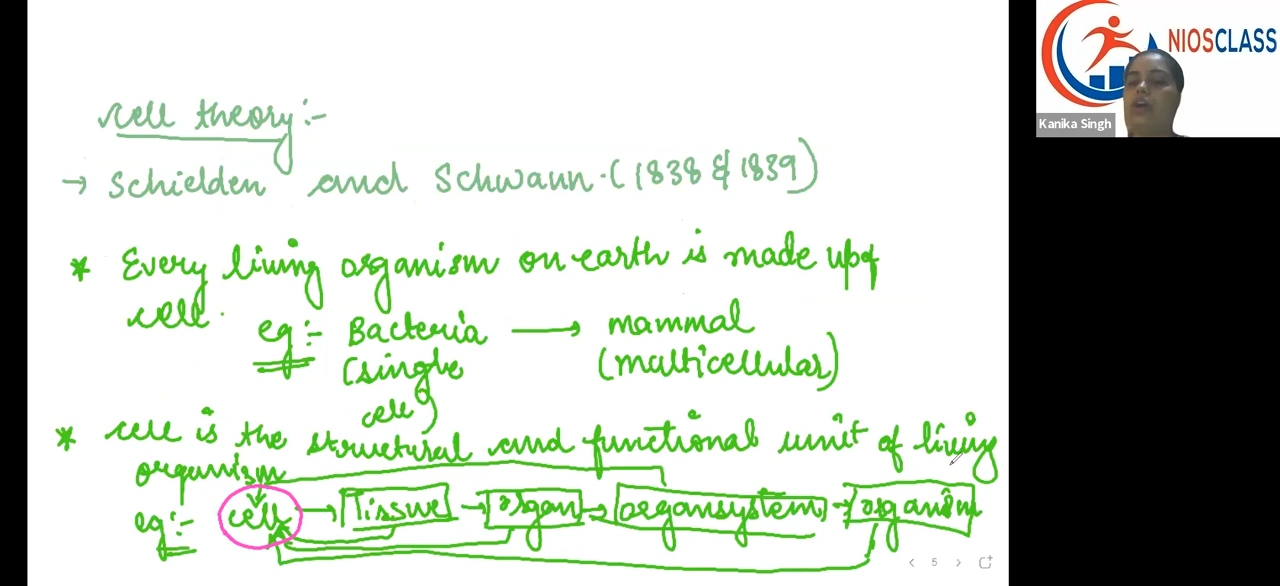 NIOSCLASS
Kanika Singh
cell theory:-
→ Schielden and Schwann.(1838 & 1839)
* Every living organism on earth is made up of
cell.
eg:- Bacteria → mammal
(single (multicellular)
cell)
* cell is the structural and functional unit of living
organism
eg:- cell → Tissue → organ → organsystem → organism
< 5 >